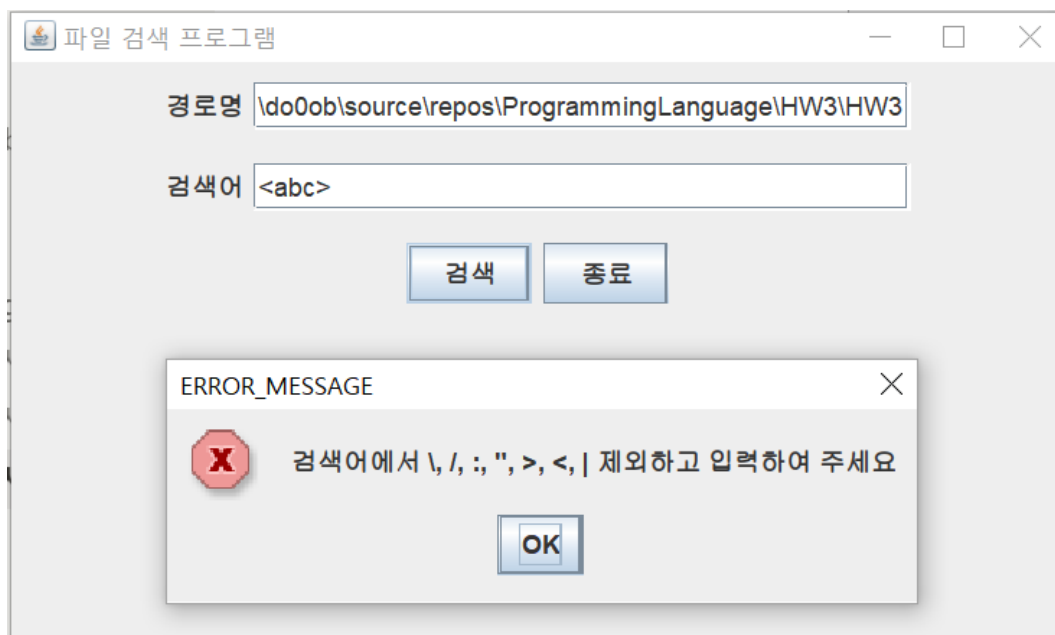 파일 검색 프로그램
경로명 \do0ob\source\repos\ProgrammingLanguage\HW3\HW3
검색어 <abc>
검색 종료
ERROR_MESSAGE
검색어에서 \, /, :, ", >, <, | 제외하고 입력하여 주세요
OK